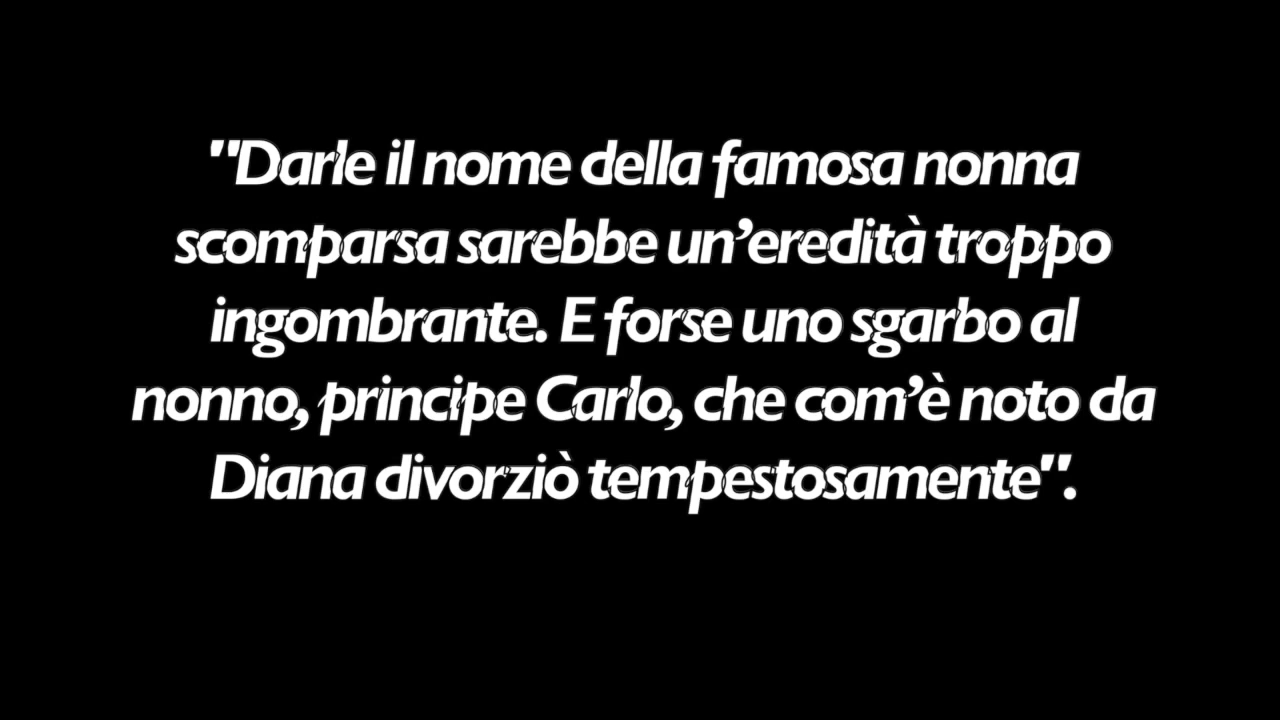 "Darle il nome della famosa nonna
scomparsa sarebbe un’eredità troppo
ingombrante. E forse uno sgarbo al
nonno, principe Carlo, che com’è noto da
Diana divorziò tempestosamente".